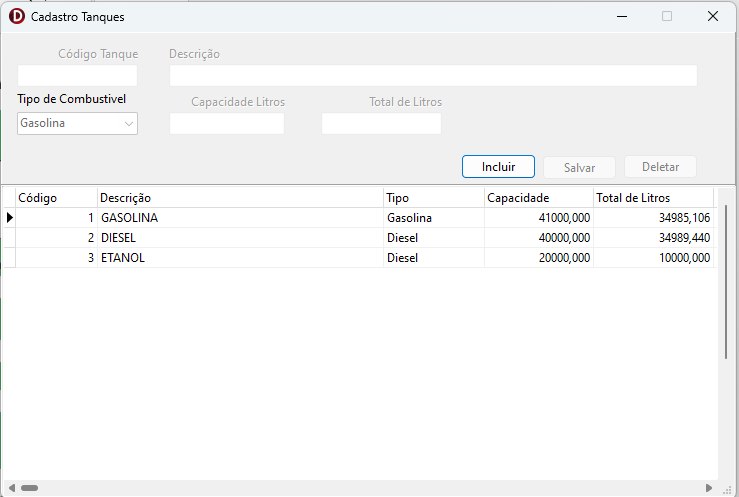 D Cadastro Tanques
Código Tanque Descrição
Tipo de Combustivel Capacidade Litros Total de Litros
Gasolina
Incluir Salvar Deletar
Código Descrição Tipo Capacidade Total de Litros
1 GASOLINA Gasolina 41000,000 34985,106
2 DIESEL Diesel 40000,000 34989,440
3 ETANOL Diesel 20000,000 10000,000